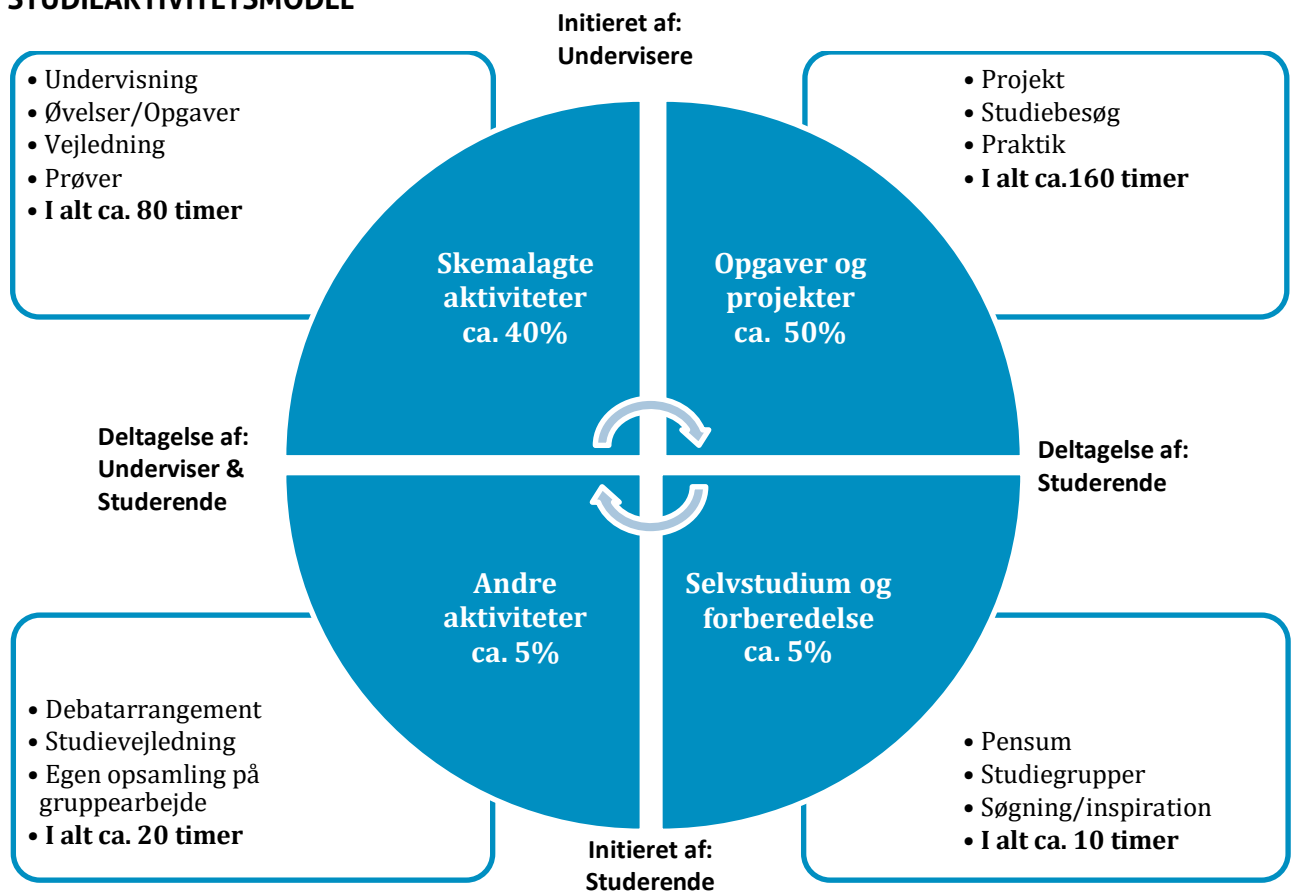 STUDIEAKTIVITETSMODEL
Initieret af:
Undervisere
• Undervisning
• Øvelser/Opgaver
• Vejledning
• Prøver
• I alt ca. 80 timer
• Projekt
• Studiebesøg
• Praktik
• I alt ca.160 timer
Skemalagte
aktiviteter
ca. 40%
Opgaver og
projekter
ca. 50%
Deltagelse af:
Underviser &
Studerende
Deltagelse af:
Studerende
Andre
aktiviteter
ca. 5%
Selvstudium og
forberedelse
ca. 5%
• Debatarrangement
• Studievejledning
• Egen opsamling på
gruppearbejde
• I alt ca. 20 timer
• Pensum
• Studiegrupper
• Søgning/inspiration
• I alt ca. 10 timer
Initieret af:
Studerende